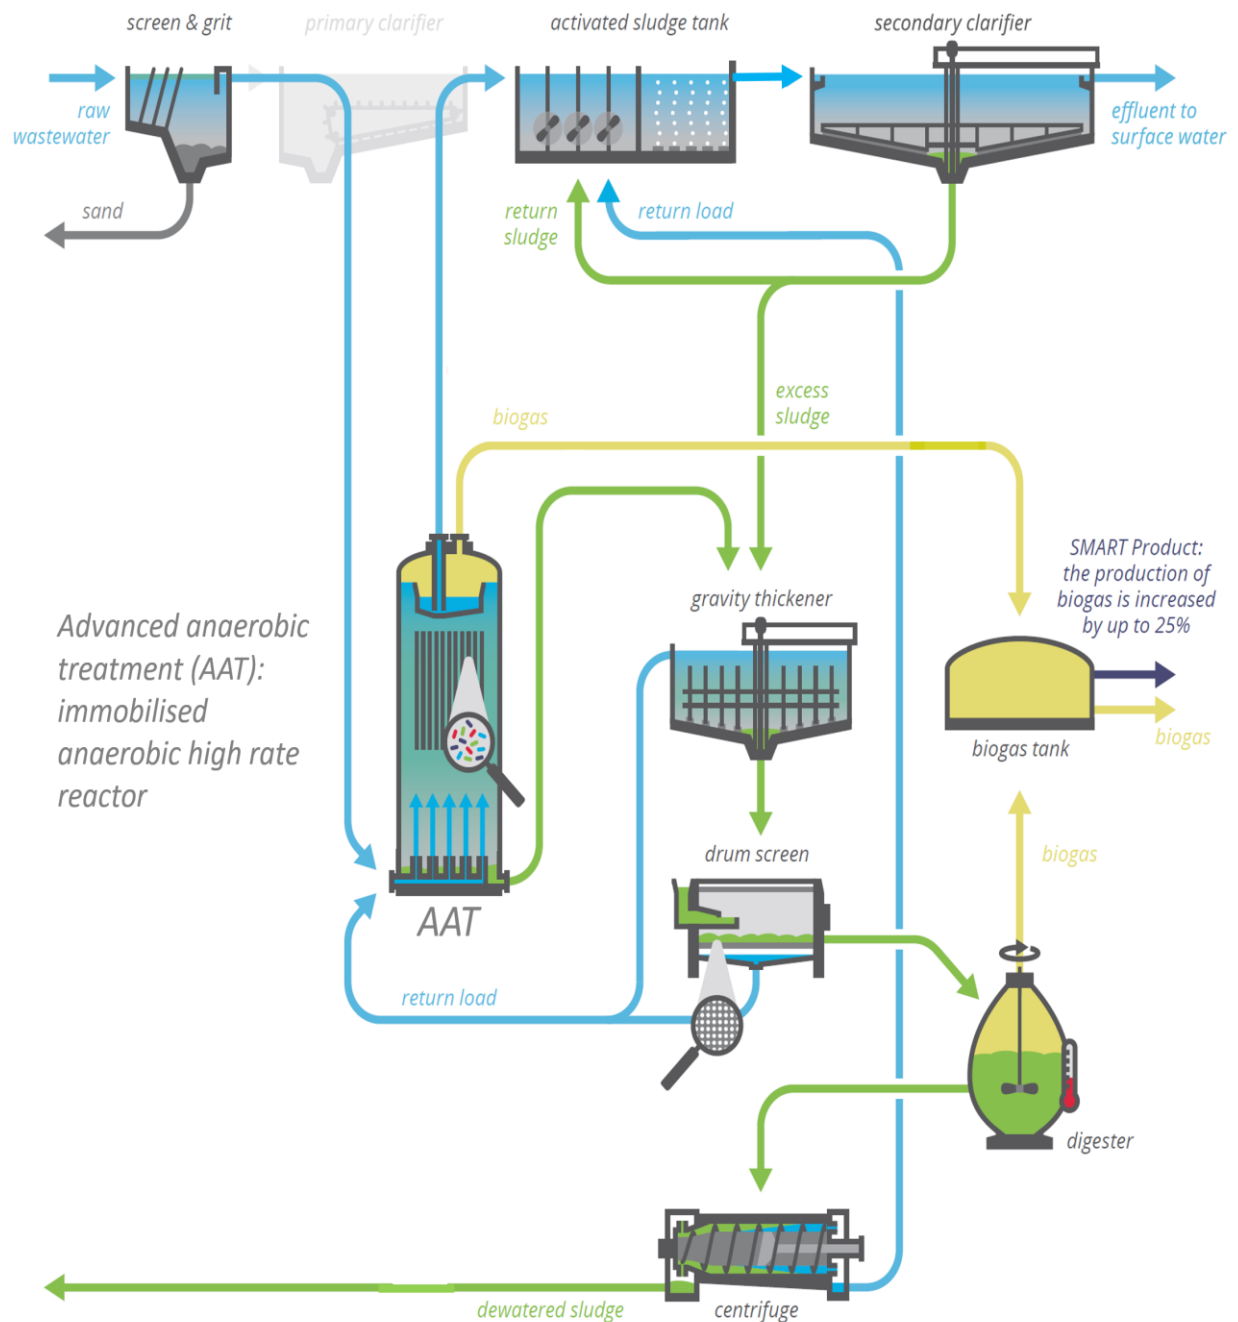 screen & grit
primary clarifier
activated sludge tank
secondary clarifier
raw
wastewater
effluent to
surface water
sand
return
sludge
return load
excess
sludge
biogas
SMART Product:
the production of
biogas is increased
by up to 25%
gravity thickener
Advanced anaerobic
treatment (AAT):
immobilised
anaerobic high rate
reactor
biogas tank
biogas
drum screen
biogas
AAT
return load
digester
dewatered sludge
centrifuge